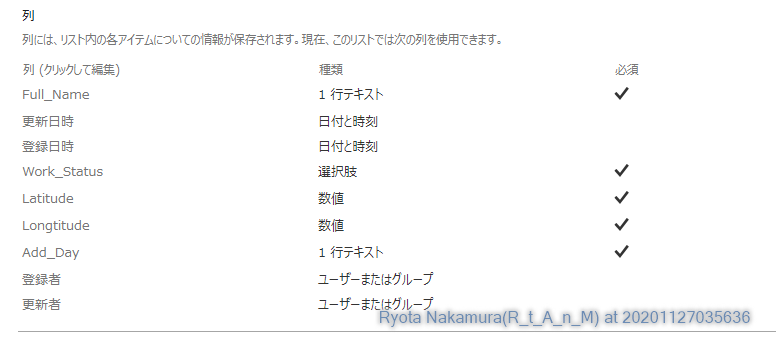 列
列には、リスト内の各アイテムについての情報が保存されます。現在、このリストでは次の列を使用できます。
列 (クリックして編集) 種類 必須
Full_Name 1 行テキスト ✓
更新日時 日付と時刻
登録日時 日付と時刻
Work_Status 選択肢 ✓
Latitude 数値 ✓
Longtitude 数値 ✓
Add_Day 1 行テキスト ✓
登録者 ユーザーまたはグループ
更新者 ユーザーまたはグループ
Ryota Nakamura(R_t_A_n_M) at 20201127035636